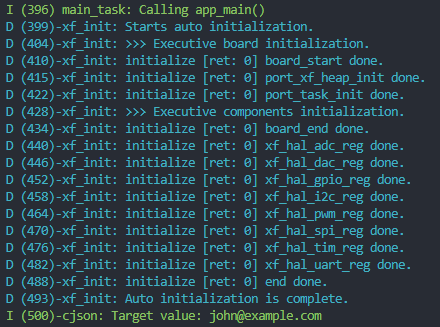 I (396) main_task: Calling app_main()
D (399)-xf_init: Starts auto initialization.
D (404)-xf_init: >>> Executive board initialization.
D (410)-xf_init: initialize [ret: 0] board_start done.
D (415)-xf_init: initialize [ret: 0] port_xf_heap_init done.
D (422)-xf_init: initialize [ret: 0] port_task_init done.
D (428)-xf_init: >>> Executive components initialization.
D (434)-xf_init: initialize [ret: 0] board_end done.
D (440)-xf_init: initialize [ret: 0] xf_hal_adc_reg done.
D (446)-xf_init: initialize [ret: 0] xf_hal_dac_reg done.
D (452)-xf_init: initialize [ret: 0] xf_hal_gpio_reg done.
D (458)-xf_init: initialize [ret: 0] xf_hal_i2c_reg done.
D (464)-xf_init: initialize [ret: 0] xf_hal_pwm_reg done.
D (470)-xf_init: initialize [ret: 0] xf_hal_spi_reg done.
D (476)-xf_init: initialize [ret: 0] xf_hal_tim_reg done.
D (482)-xf_init: initialize [ret: 0] xf_hal_uart_reg done.
D (488)-xf_init: initialize [ret: 0] end done.
D (493)-xf_init: Auto initialization is complete.
I (500)-cjson: Target value: john@example.com